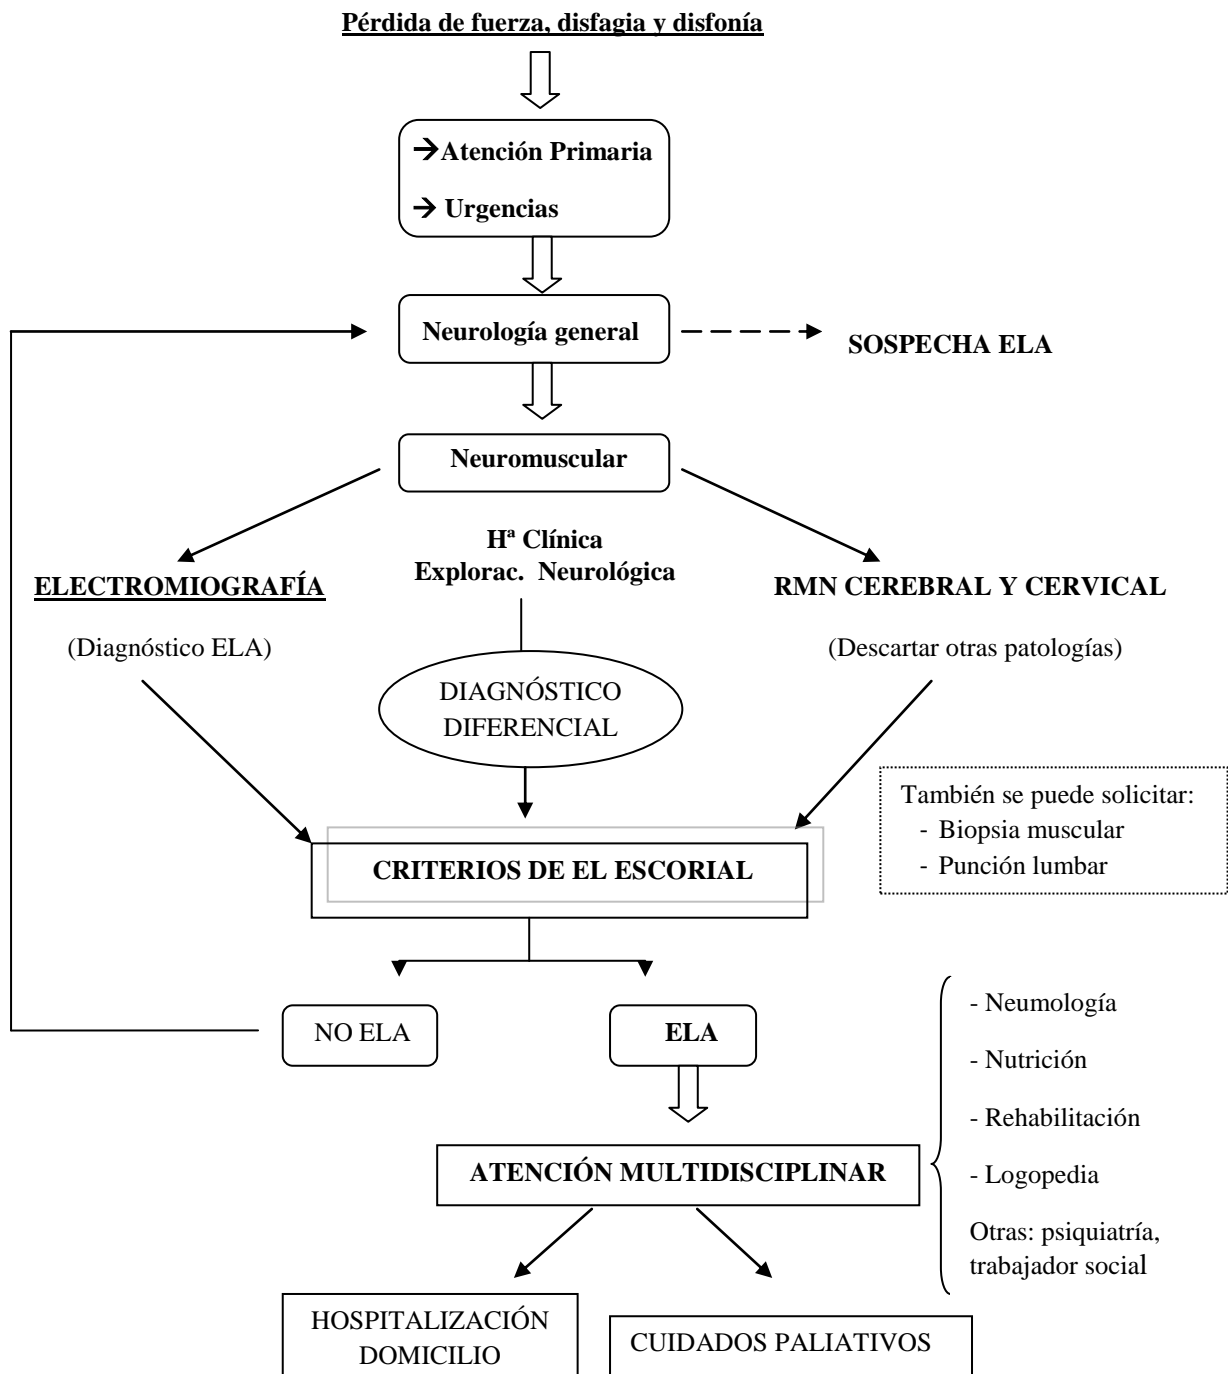 Pérdida de fuerza, disfagia y disfonía
→Atención Primaria
→ Urgencias
Neurología general
SOSPECHA ELA
Neuromuscular
Hª Clínica
Explorac. Neurológica
ELECTROMIOGRAFÍA
RMN CEREBRAL Y CERVICAL
(Diagnóstico ELA)
(Descartar otras patologías)
DIAGNÓSTICO
DIFERENCIAL
También se puede solicitar:
- Biopsia muscular
- Punción lumbar
CRITERIOS DE EL ESCORIAL
NO ELA
ELA
- Neumología
- Nutrición
- Rehabilitación
- Logopedia
Otras: psiquiatría,
trabajador social
ATENCIÓN MULTIDISCIPLINAR
HOSPITALIZACIÓN
DOMICILIO
CUIDADOS PALIATIVOS